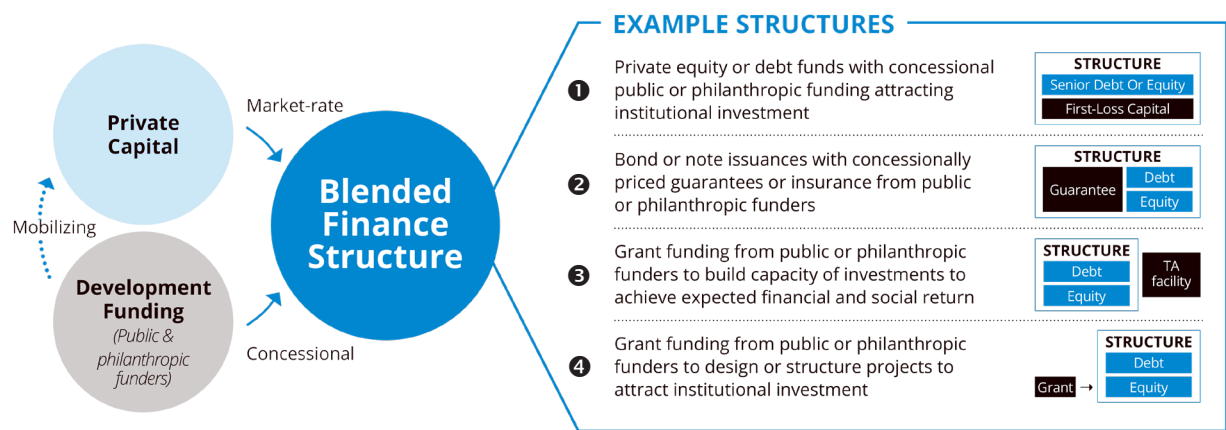 Private
Capital
Market-rate
Mobilizing
Development
Funding
(Public &
philanthropic
funders)
Concessional
Blended
Finance
Structure
EXAMPLE STRUCTURES
❶
Private equity or debt funds with concessional
public or philanthropic funding attracting
institutional investment
STRUCTURE
Senior Debt Or Equity
First-Loss Capital
❷
Bond or note issuances with concessionally
priced guarantees or insurance from public
or philanthropic funders
STRUCTURE
Guarantee
Debt
Equity
❸
Grant funding from public or philanthropic
funders to build capacity of investments to
achieve expected financial and social return
STRUCTURE
Debt
Equity
TA
facility
❹
Grant funding from public or philanthropic
funders to design or structure projects to
attract institutional investment
Grant →
STRUCTURE
Debt
Equity